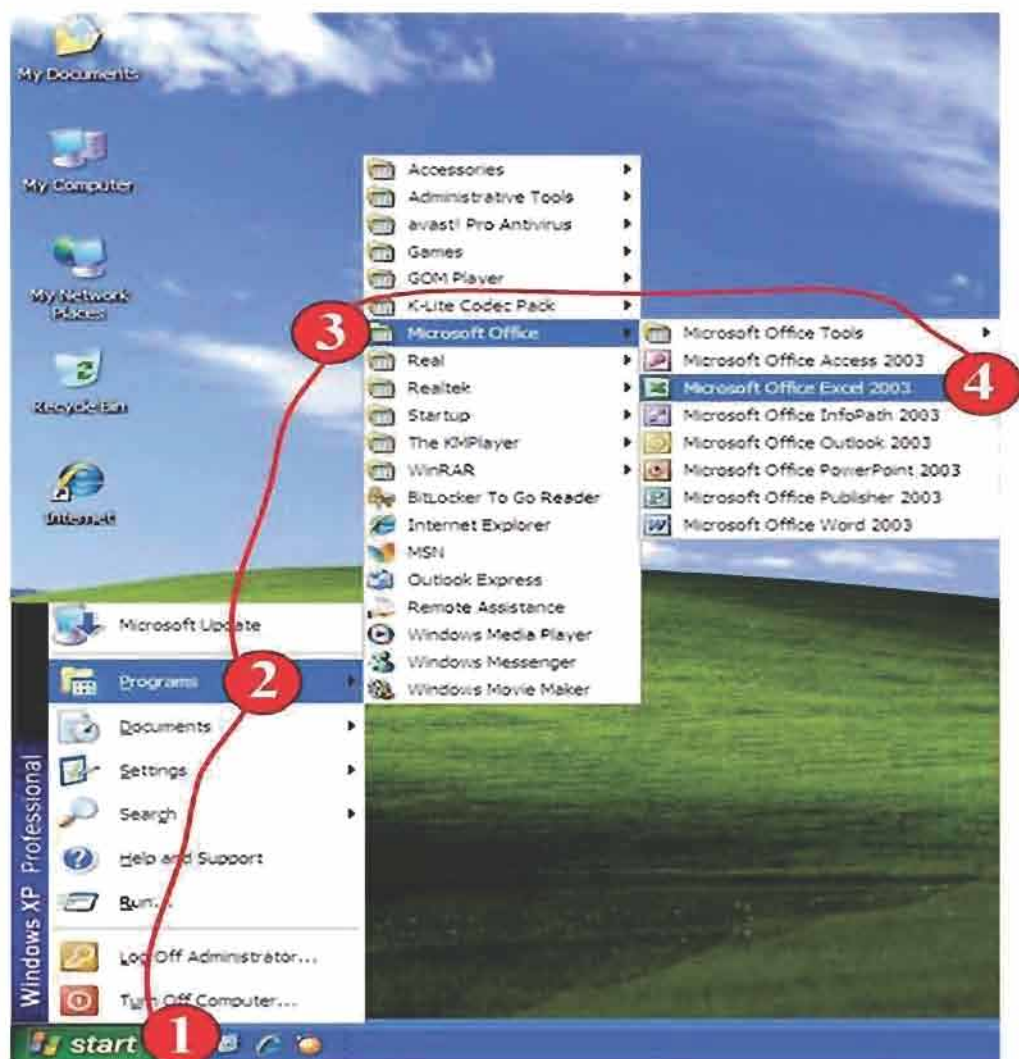 My Documents
My Computer
My Network
Places
Recycle Bin
Internet
Accessories
Administrative Tools
avast! Pro Antivirus
Games
GOM Player
K-Lite Codec Pack
3
Microsoft Office
Real
Realtek
Startup
The KMPlayer
WinRAR
BitLocker To Go Reader
Internet Explorer
MSN
Outlook Express
Remote Assistance
Windows Media Player
Windows Messenger
Windows Movie Maker
Microsoft Office Tools
Microsoft Office Access 2003
Microsoft Office Excel 2003
4
Microsoft Office InfoPath 2003
Microsoft Office Outlook 2003
Microsoft Office PowerPoint 2003
Microsoft Office Publisher 2003
Microsoft Office Word 2003
Microsoft Update
Programs
2
Documents
Settings
Search
Help and Support
Run...
Log Off Administrator...
Turn Off Computer...
Windows XP Professional
start
1